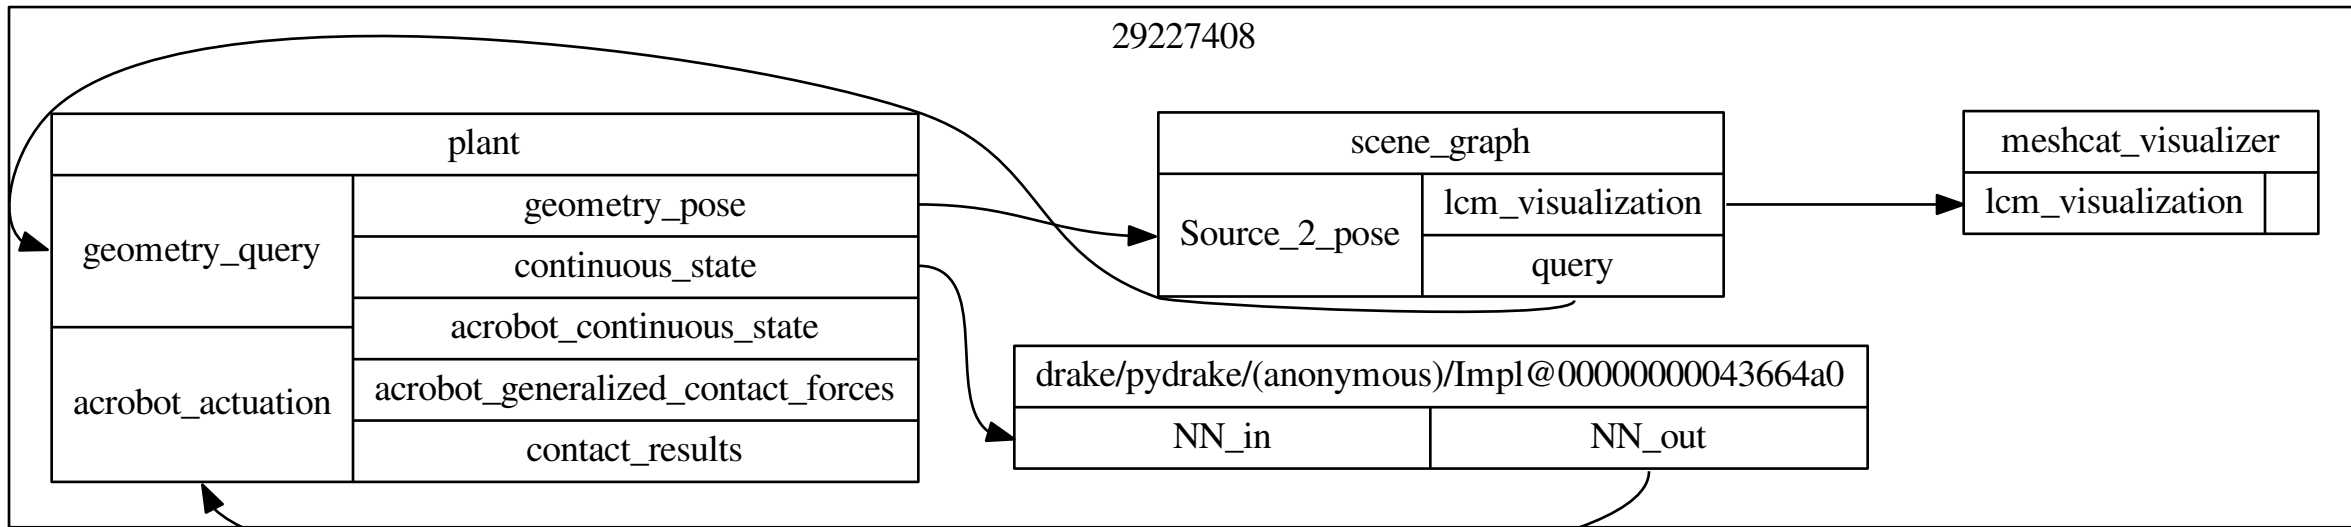 29227408
plant
geometry_query
acrobot_actuation
geometry_pose
continuous_state
acrobot_continuous_state
acrobot_generalized_contact_forces
contact_results
scene_graph
Source_2_pose
lcm_visualization
query
meshcat_visualizer
lcm_visualization
drake/pydrake/(anonymous)/Impl@00000000043664a0
NN_in
NN_out